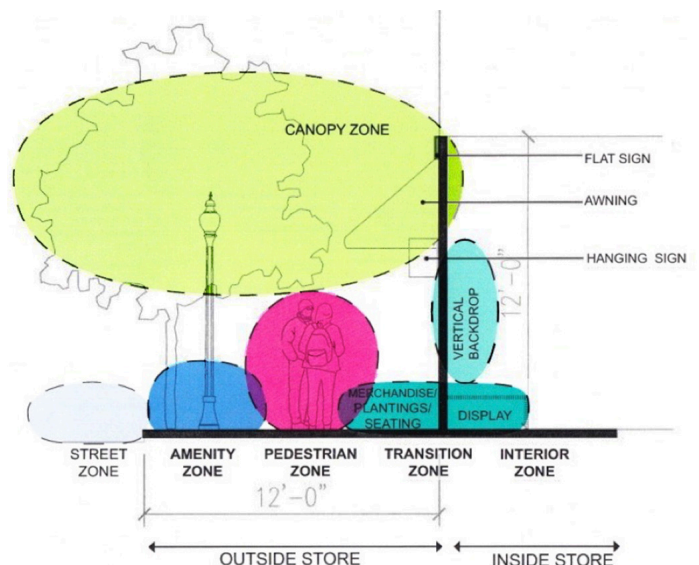 CANOPY ZONE
FLAT SIGN
AWNING
HANGING SIGN
12'-0"
VERTICAL
BACKDROP
MERCHANDISE/
PLANTINGS/
SEATING
DISPLAY
STREET
ZONE
AMENITY
ZONE
PEDESTRIAN
ZONE
TRANSITION
ZONE
INTERIOR
ZONE
12'-0"
OUTSIDE STORE
INSIDE STORE